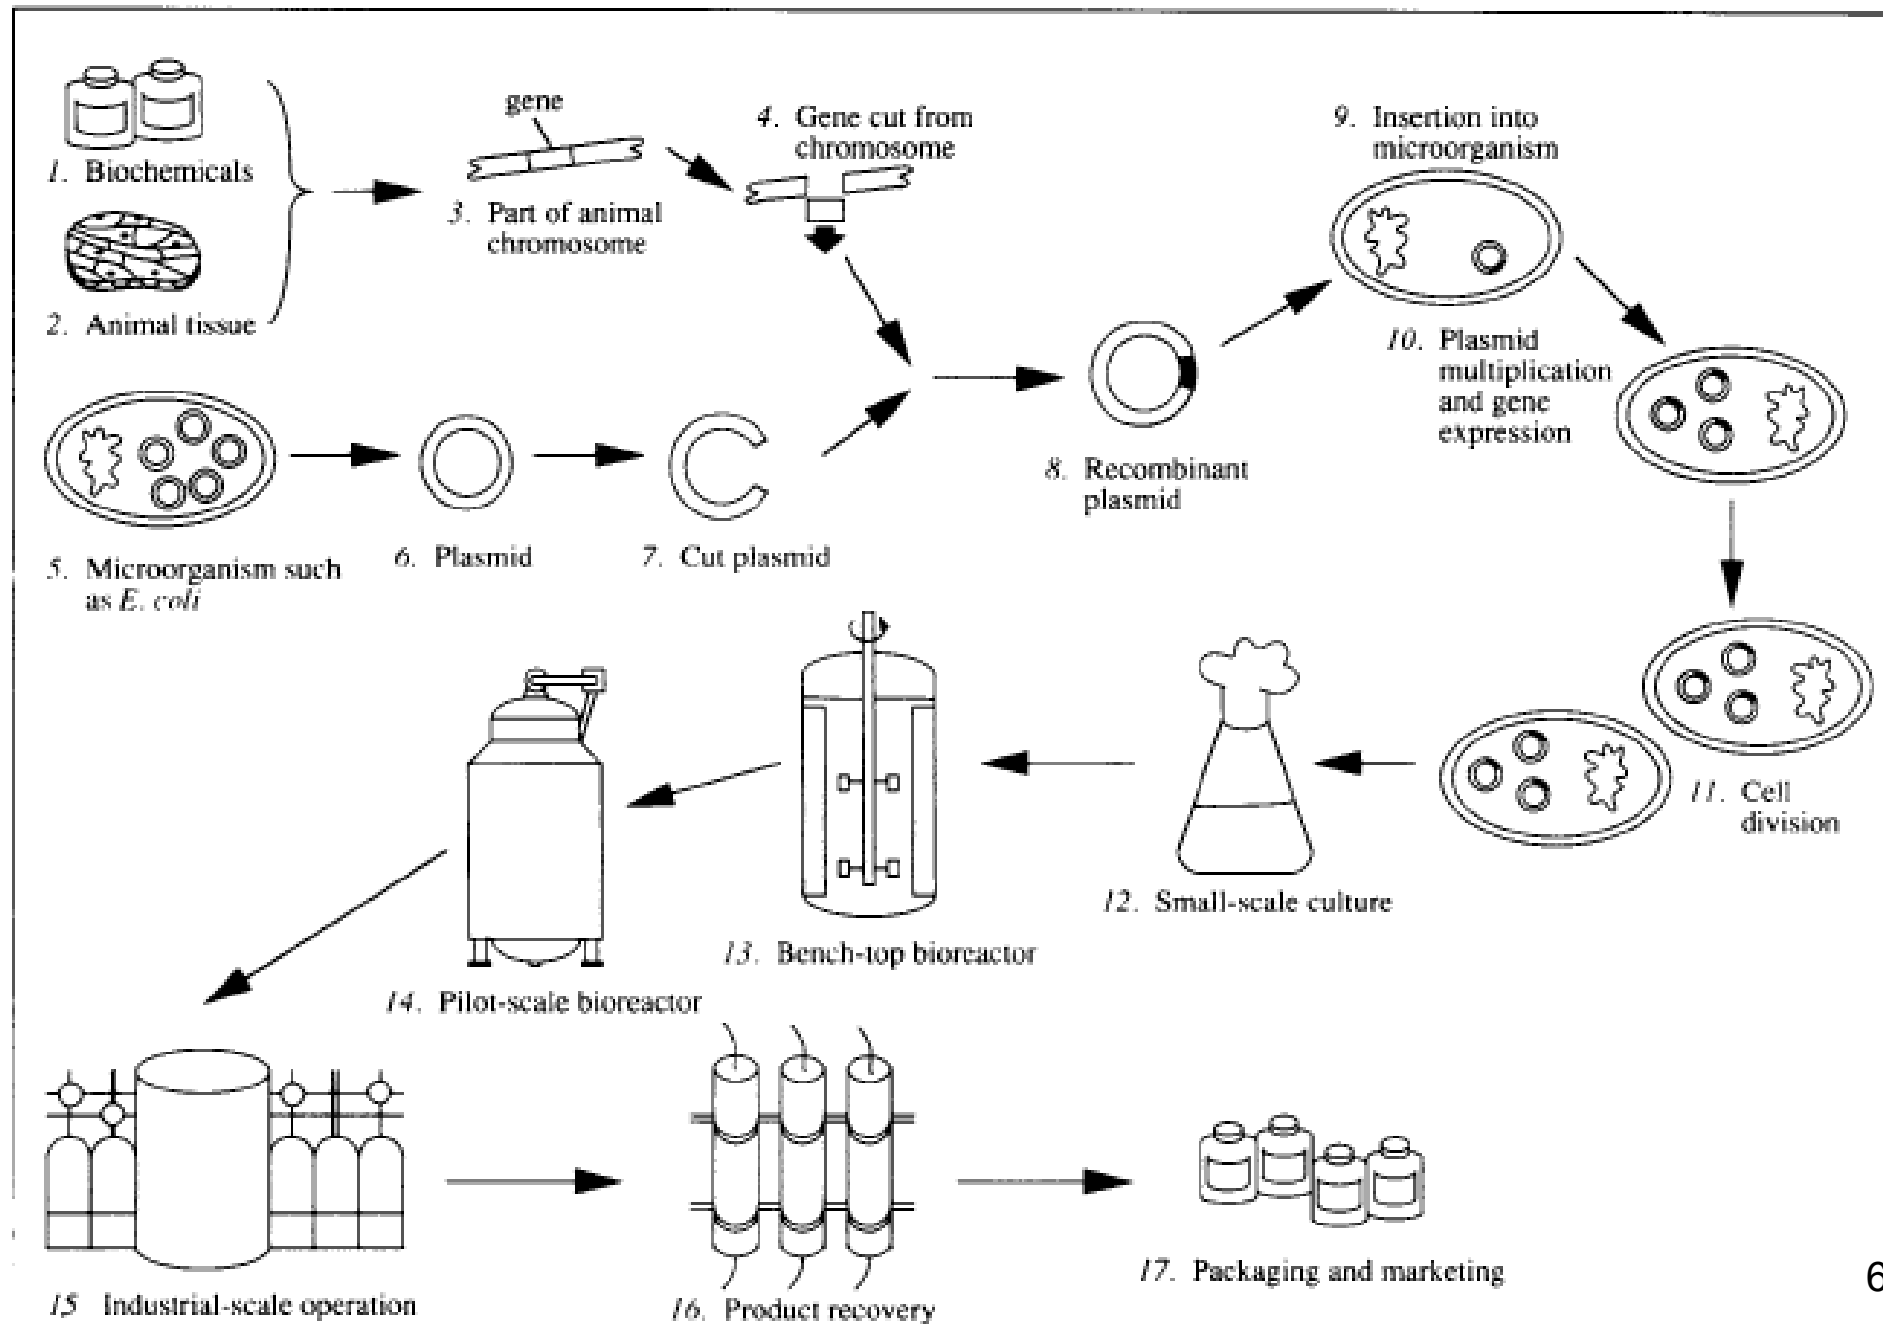 gene
1. Biochemicals
2. Animal tissue
3. Part of animal
chromosome
4. Gene cut from
chromosome
5. Microorganism such
as E. coli
6. Plasmid
7. Cut plasmid
8. Recombinant
plasmid
9. Insertion into
microorganism
10. Plasmid
multiplication
and gene
expression
11. Cell
division
12. Small-scale culture
13. Bench-top bioreactor
14. Pilot-scale bioreactor
15 Industrial-scale operation
16. Product recovery
17. Packaging and marketing
6